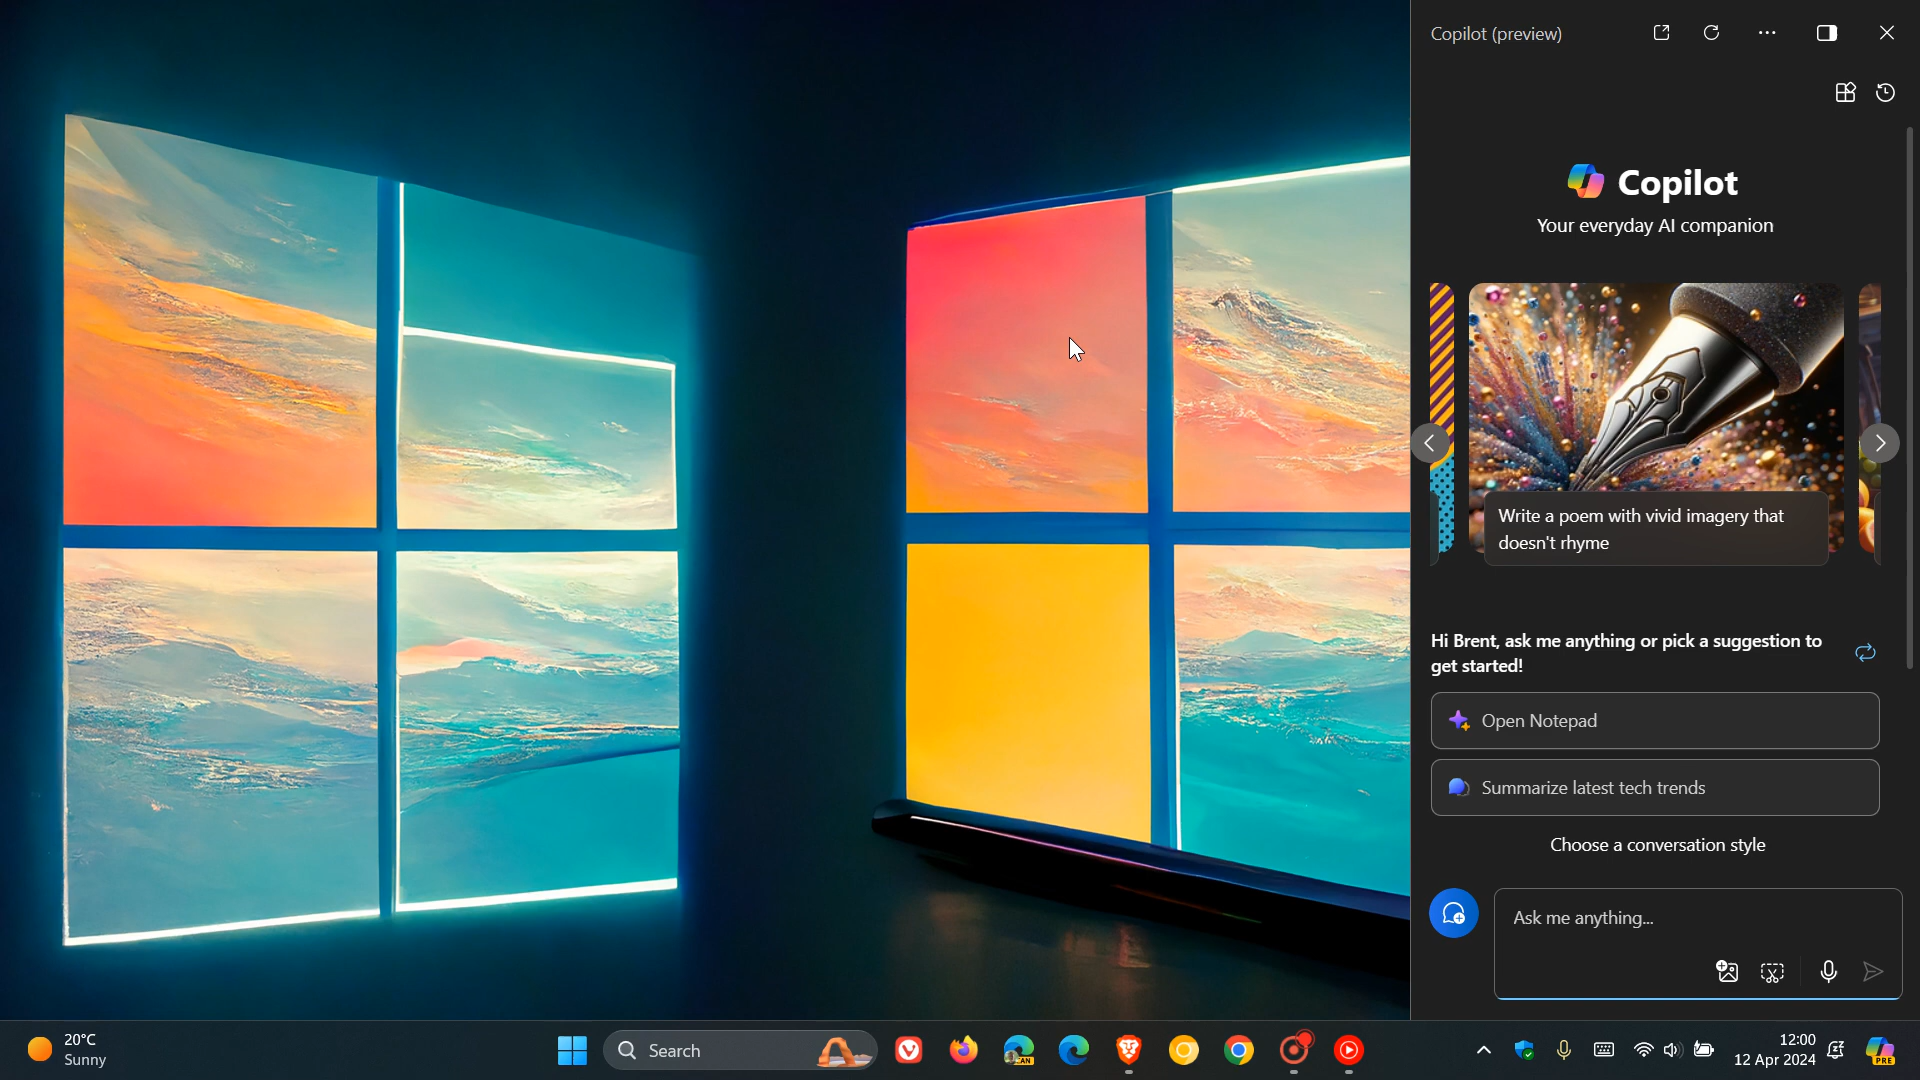 Copilot (preview)
Copilot
Your everyday AI companion
Write a poem with vivid imagery that
doesn't rhyme
Hi Brent, ask me anything or pick a suggestion to
get started!
Open Notepad
Summarize latest tech trends
Choose a conversation style
Ask me anything...
20°C
Sunny
Search
CAN
12:00
12 Apr 2024
PRE